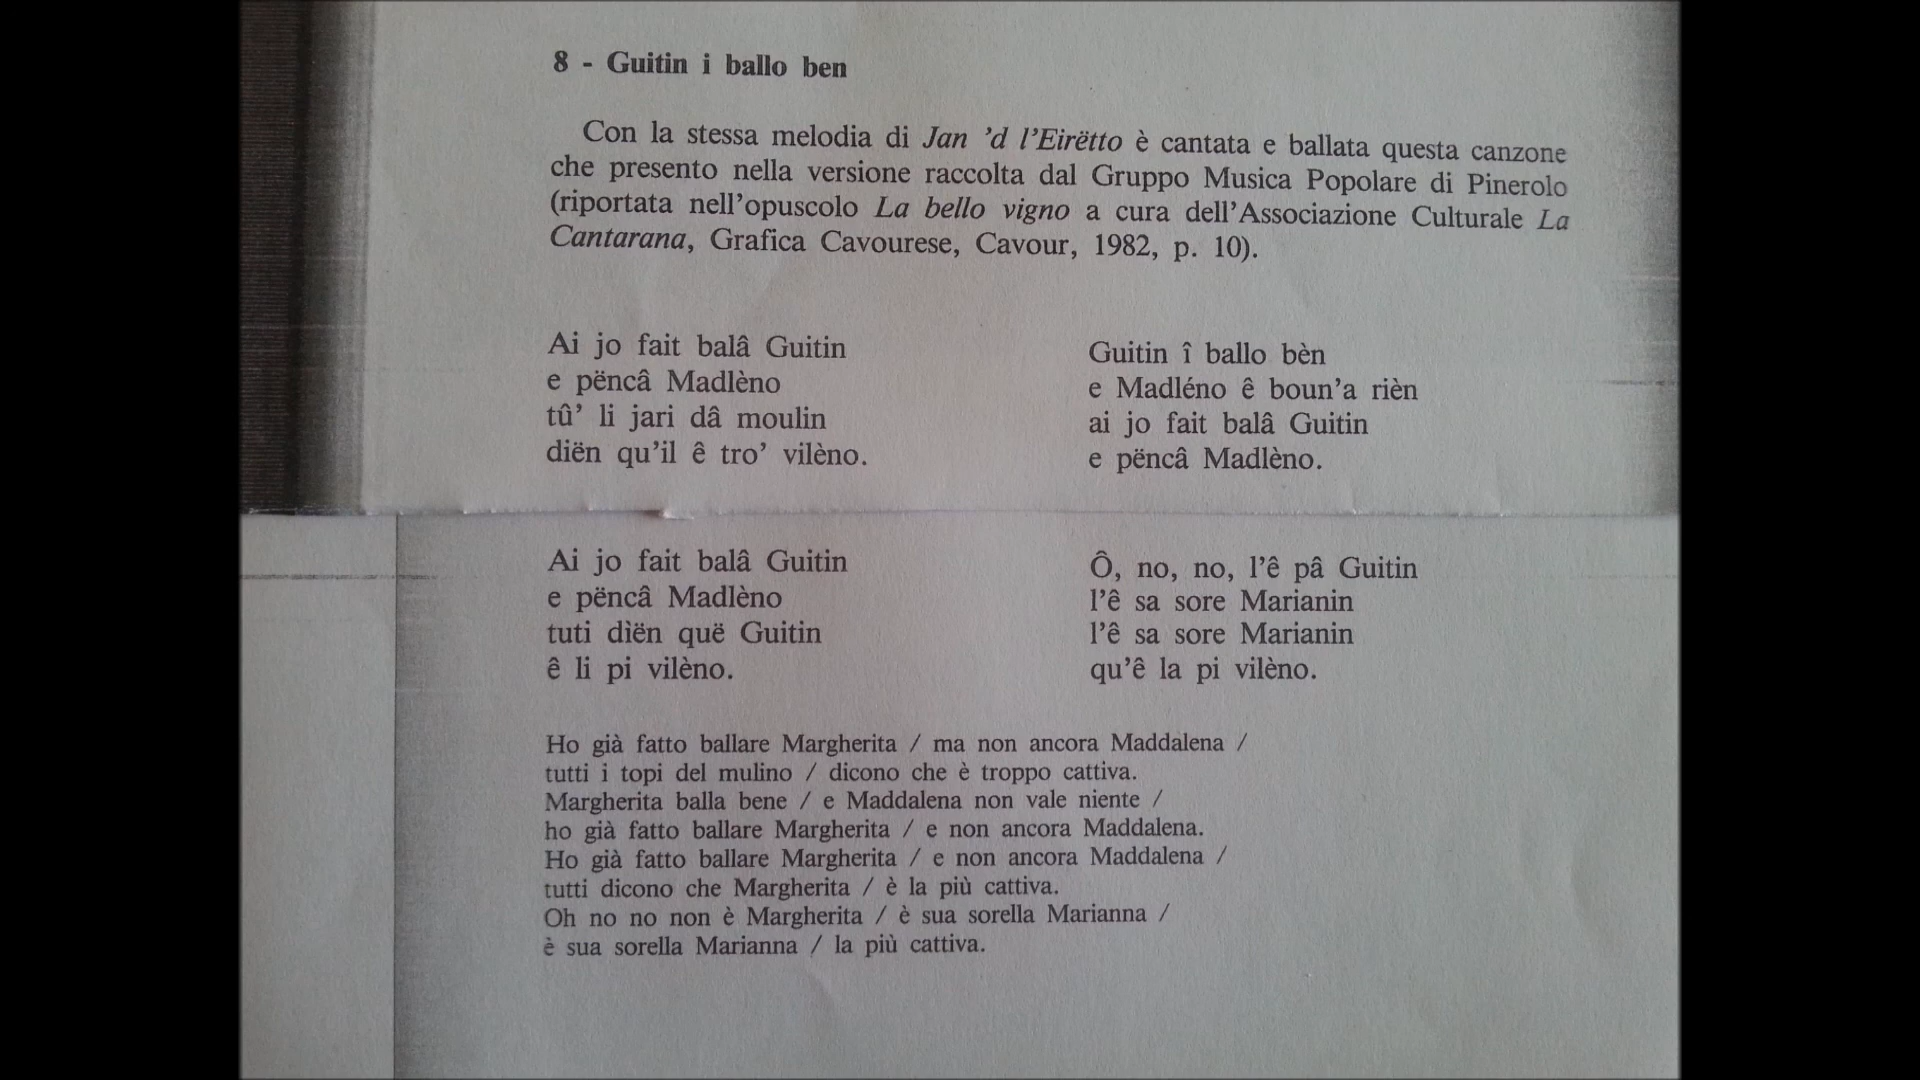 8 - Guitin i ballo ben
Con la stessa melodia di Jan 'd l'Eirëtto è cantata e ballata questa canzone
che presento nella versione raccolta dal Gruppo Musica Popolare di Pinerolo
(riportata nell'opuscolo La bello vigno a cura dell'Associazione Culturale La
Cantarana, Grafica Cavourese, Cavour, 1982, p. 10).
Ai jo fait balâ Guitin
e pëncâ Madlèno
tû' li jari dâ moulin
diën qu'il ê tro' vilèno.
Guitin î ballo bèn
e Madléno ê boun'a rièn
ai jo fait balâ Guitin
e pëncâ Madlèno.
Ai jo fait balâ Guitin
e pëncâ Madlèno
tuti dìën quë Guitin
ê li pi vilèno.
Ô, no, no, l'ê pâ Guitin
l'ê sa sore Marianin
l'ê sa sore Marianin
qu'ê la pi vilèno.
Ho già fatto ballare Margherita / ma non ancora Maddalena /
tutti i topi del mulino / dicono che è troppo cattiva.
Margherita balla bene / e Maddalena non vale niente /
ho già fatto ballare Margherita / e non ancora Maddalena.
Ho già fatto ballare Margherita / e non ancora Maddalena /
tutti dicono che Margherita / è la più cattiva.
Oh no no non è Margherita / è sua sorella Marianna /
è sua sorella Marianna / la più cattiva.